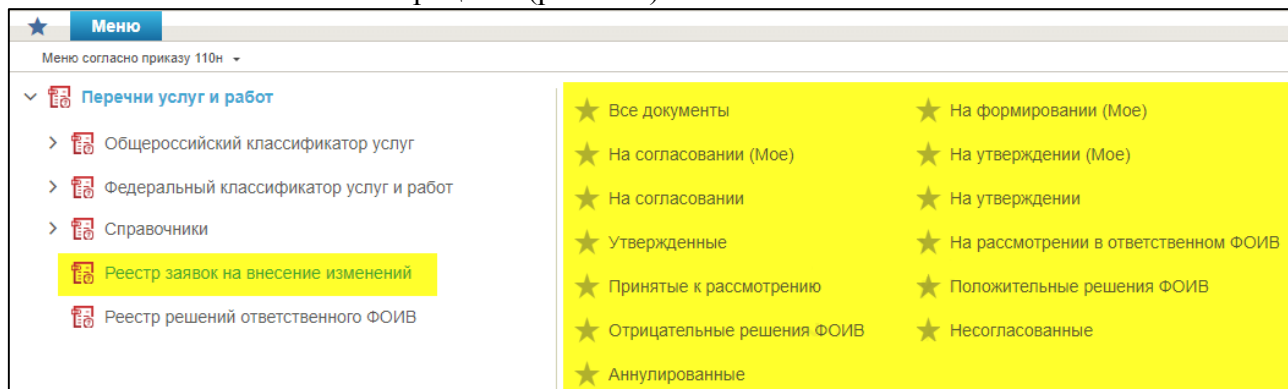 Меню
Меню согласно приказу 110н
Перечни услуг и работ
Общероссийский классификатор услуг
Федеральный классификатор услуг и работ
Справочники
Реестр заявок на внесение изменений
Реестр решений ответственного ФОИВ
Все документы
На формировании (Мое)
На согласовании (Мое)
На утверждении (Мое)
На согласовании
На утверждении
Утвержденные
На рассмотрении в ответственном ФОИВ
Принятые к рассмотрению
Положительные решения ФОИВ
Отрицательные решения ФОИВ
Несогласованные
Аннулированные